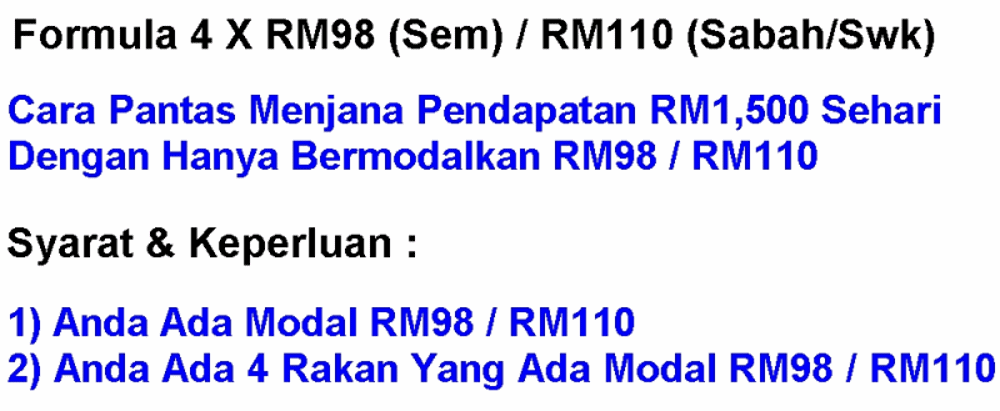 Formula 4 X RM98 (Sem) / RM110 (Sabah/Swk)
Cara Pantas Menjana Pendapatan RM1,500 Sehari
Dengan Hanya Bermodalkan RM98 / RM110
Syarat & Keperluan :
1) Anda Ada Modal RM98 / RM110
2) Anda Ada 4 Rakan Yang Ada Modal RM98 / RM110